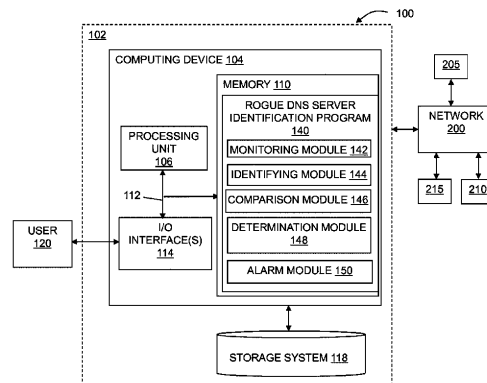 100
102
COMPUTING DEVICE 104
MEMORY 110
ROGUE DNS SERVER
IDENTIFICATION PROGRAM
140
MONITORING MODULE 142
IDENTIFYING MODULE 144
COMPARISON MODULE 146
DETERMINATION MODULE
148
ALARM MODULE 150
PROCESSING
UNIT
106
112
I/O
INTERFACE(S)
114
USER
120
STORAGE SYSTEM 118
205
NETWORK
200
215
210